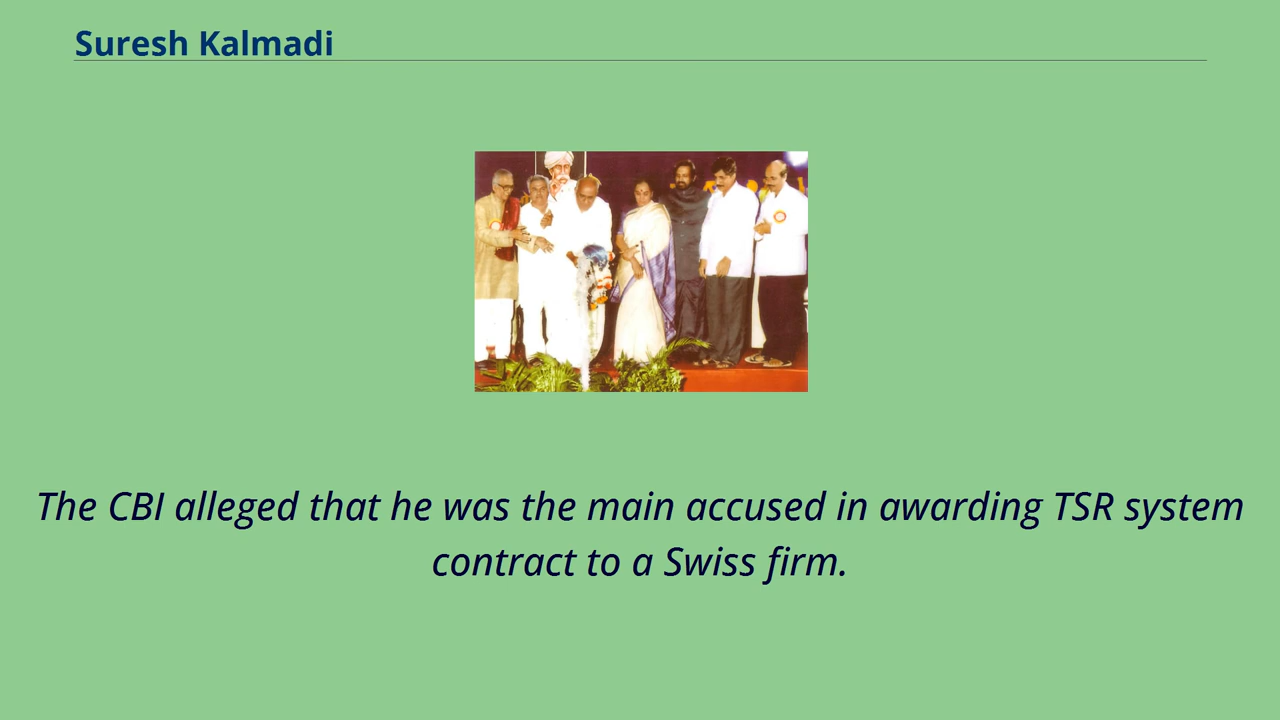 Suresh Kalmadi
The CBI alleged that he was the main accused in awarding TSR system
contract to a Swiss firm.